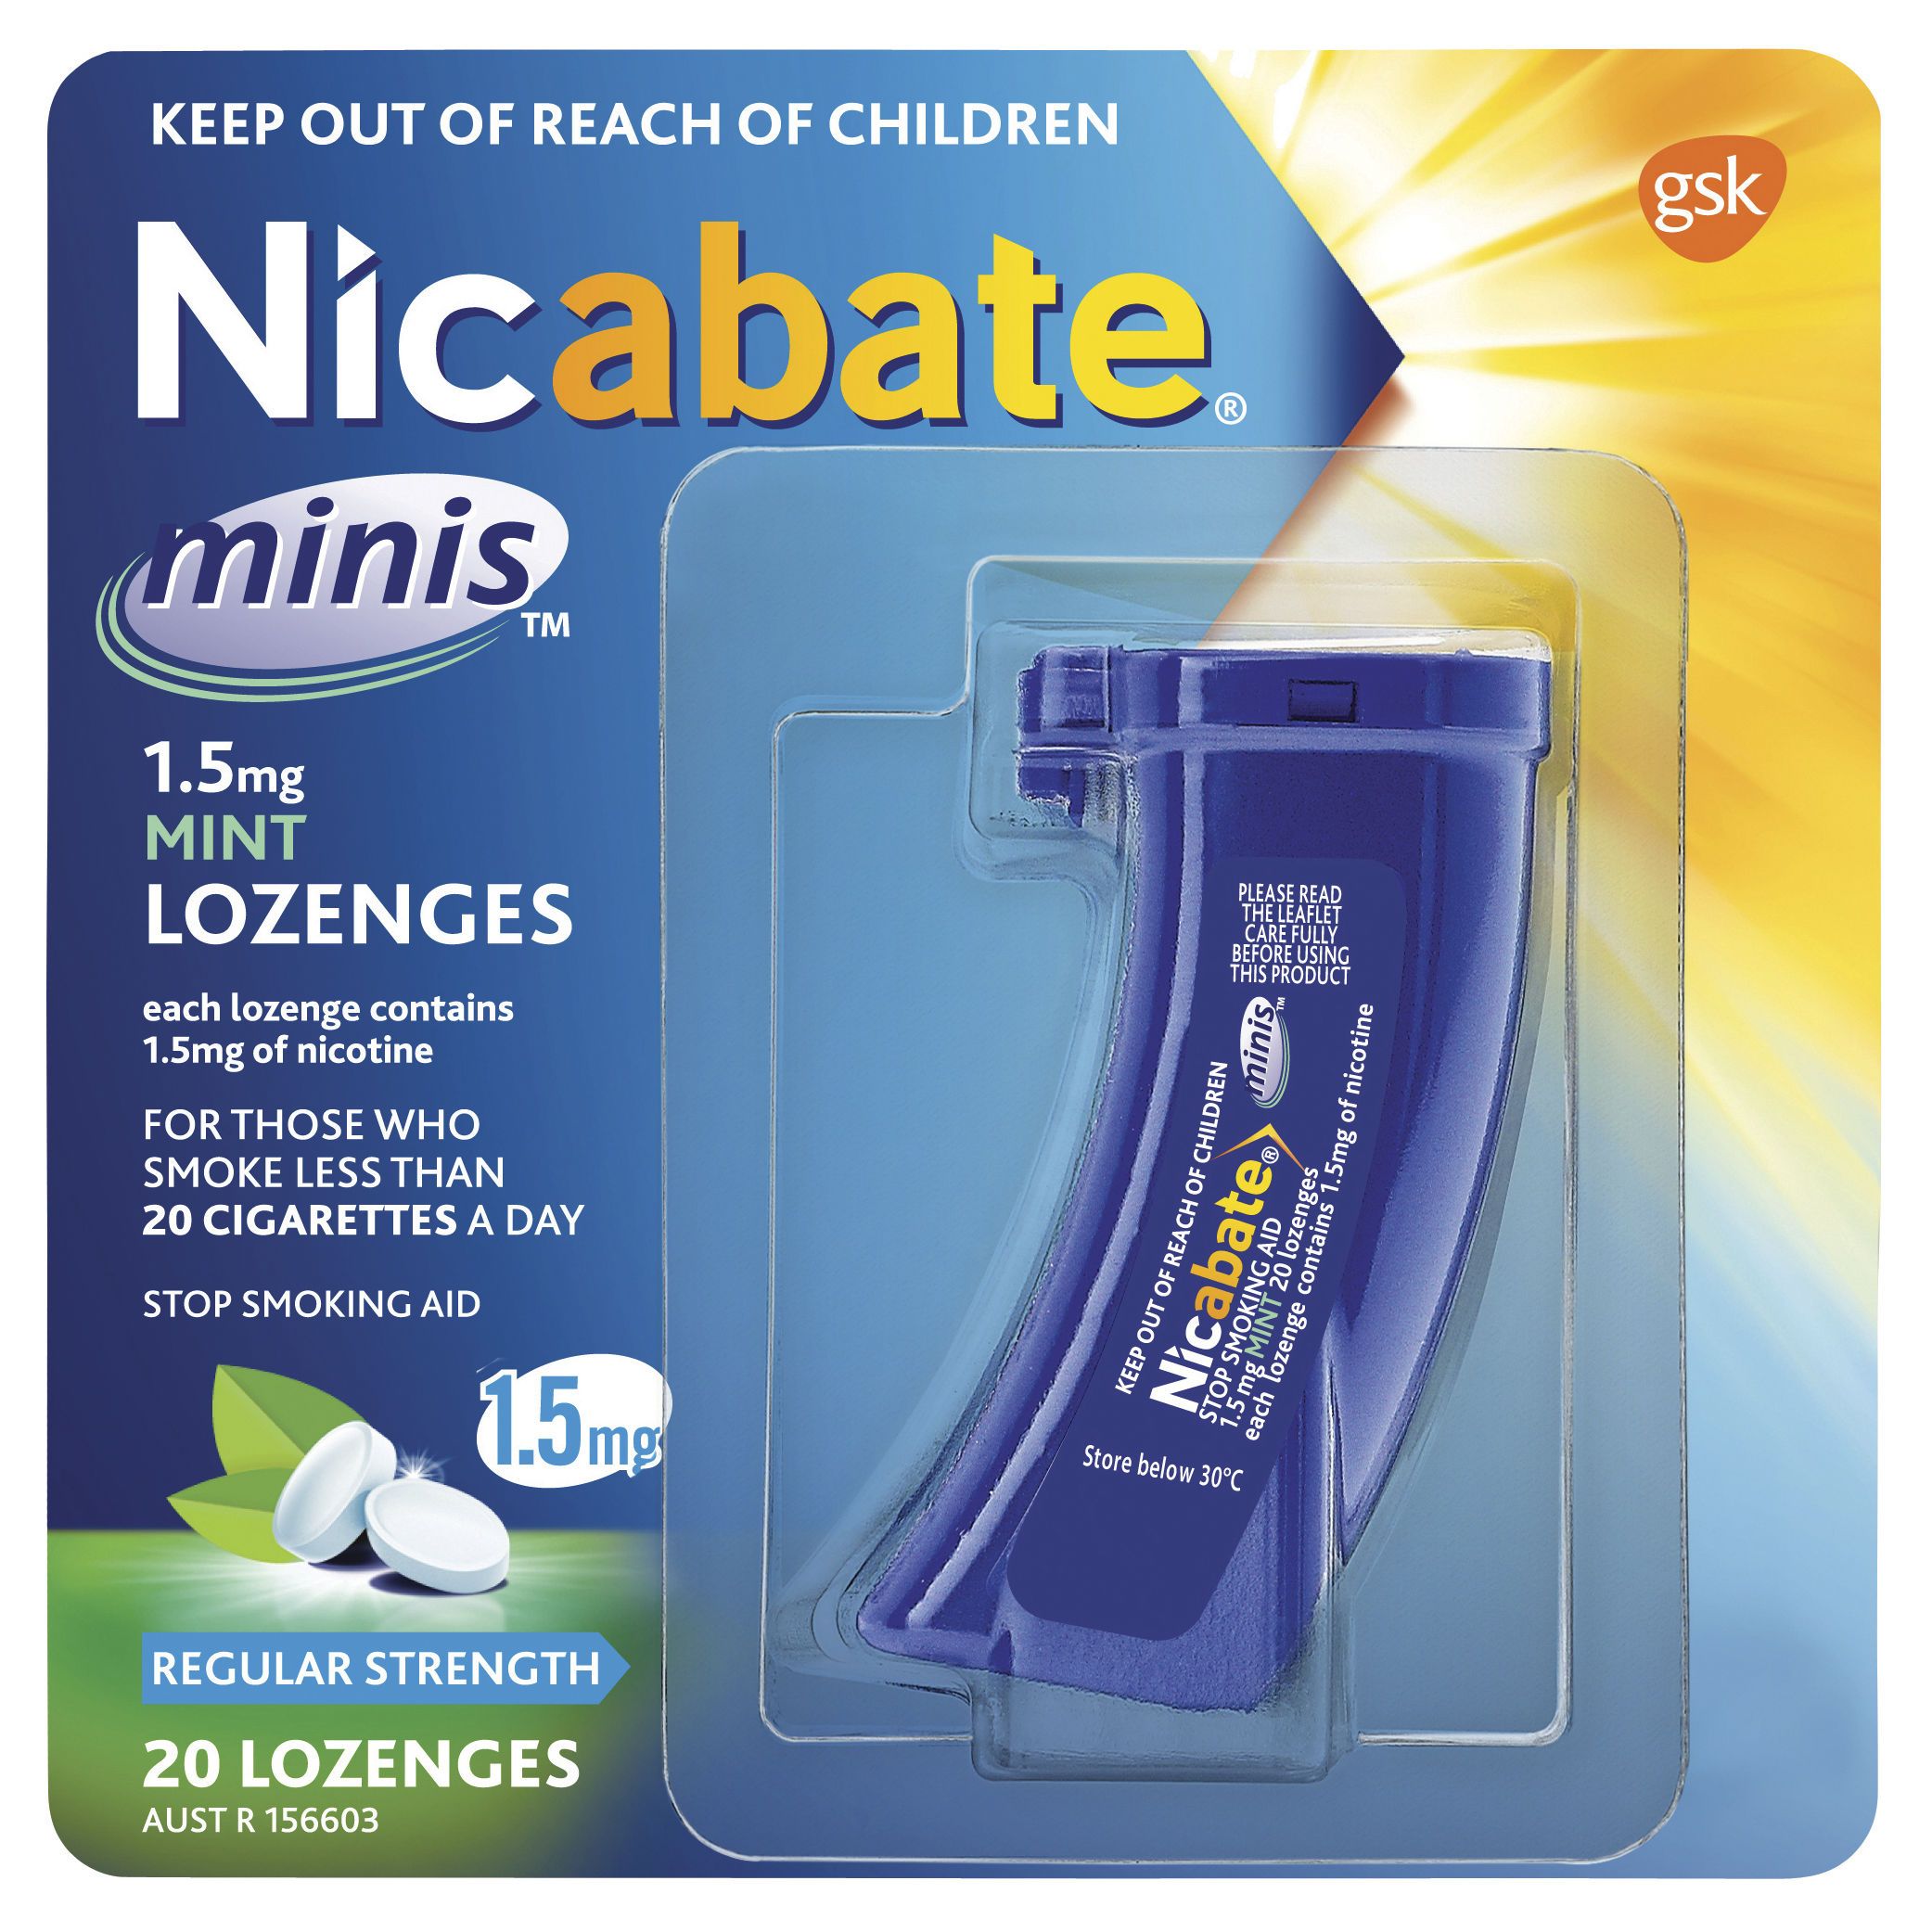 KEEP OUT OF REACH OF CHILDREN
gsk
Nicabate®
minis™
1.5mg
MINT
LOZENGES
each lozenge contains
1.5mg of nicotine
FOR THOSE WHO
SMOKE LESS THAN
20 CIGARETTES A DAY
STOP SMOKING AID
1.5mg
REGULAR STRENGTH
20 LOZENGES
AUST R 156603
PLEASE READ
THE LEAFLET
CARE FULLY
BEFORE USING
THIS PRODUCT
KEEP OUT OF REACH OF CHILDREN
Nicabate® minis™
STOP SMOKING AID
1.5 mg MINT 20 lozenges
each lozenge contains 1.5mg of nicotine
Store below 30°C